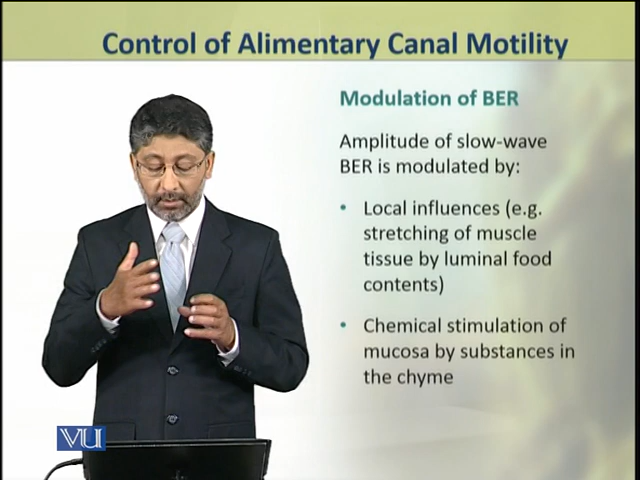 Control of Alimentary Canal Motility
Modulation of BER
Amplitude of slow-wave
BER is modulated by:
• Local influences (e.g.
stretching of muscle
tissue by luminal food
contents)
• Chemical stimulation of
mucosa by substances in
the chyme
VU